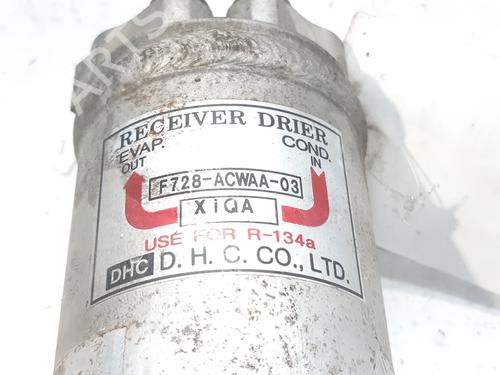 RECEIVER DRIER
EVAP. COND.
OUT IN
F728-ACWAA-03
XiQA
USE FOR R-134a
DHC D. H. C. CO., LTD.